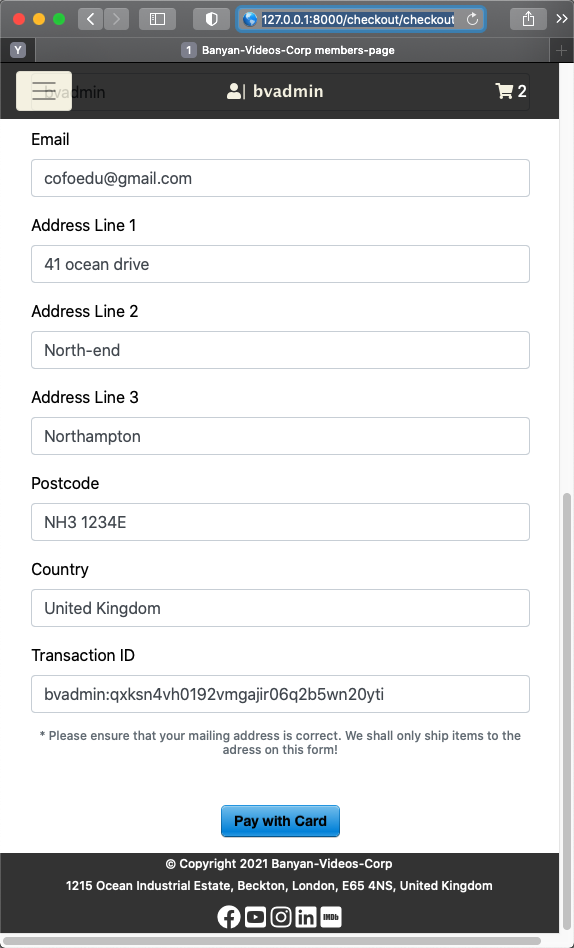 127.0.0.1:8000/checkout/checkout
Y
1 Banyan-Videos-Corp members-page
bvadmin
| bvadmin
2
Email
cofoedu@gmail.com
Address Line 1
41 ocean drive
Address Line 2
North-end
Address Line 3
Northampton
Postcode
NH3 1234E
Country
United Kingdom
Transaction ID
bvadmin:qxksn4vh0192vmgajir06q2b5wn20yti
* Please ensure that your mailing address is correct. We shall only ship items to the
adress on this form!
Pay with Card
© Copyright 2021 Banyan-Videos-Corp
1215 Ocean Industrial Estate, Beckton, London, E65 4NS, United Kingdom
IMDb